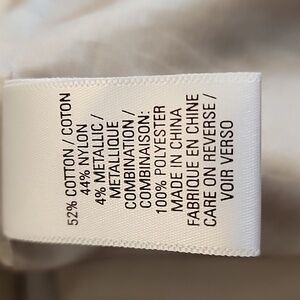 52% COTTON / COTON
44% NYLON
4% METALLIC /
METALLIQUE
COMBINATION /
COMBINAISON:
100% POLYESTER
MADE IN CHINA
FABRIQUE EN CHINE
CARE ON REVERSE /
VOIR VERSO